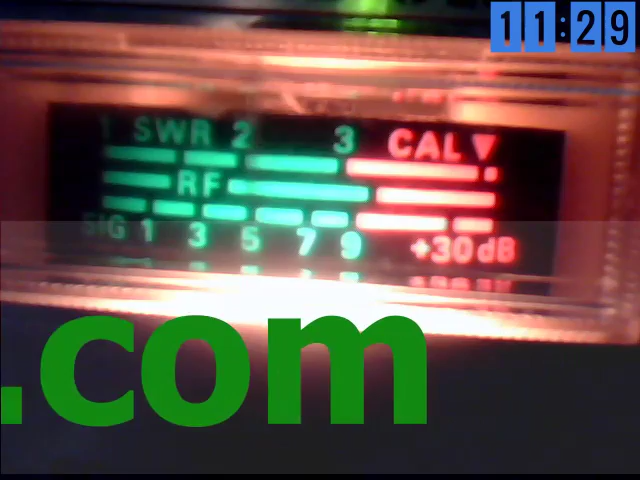 11:29
1 SWR 2 3 CAL
RF
SIG 1 3 5 7 9 +30dB
.com